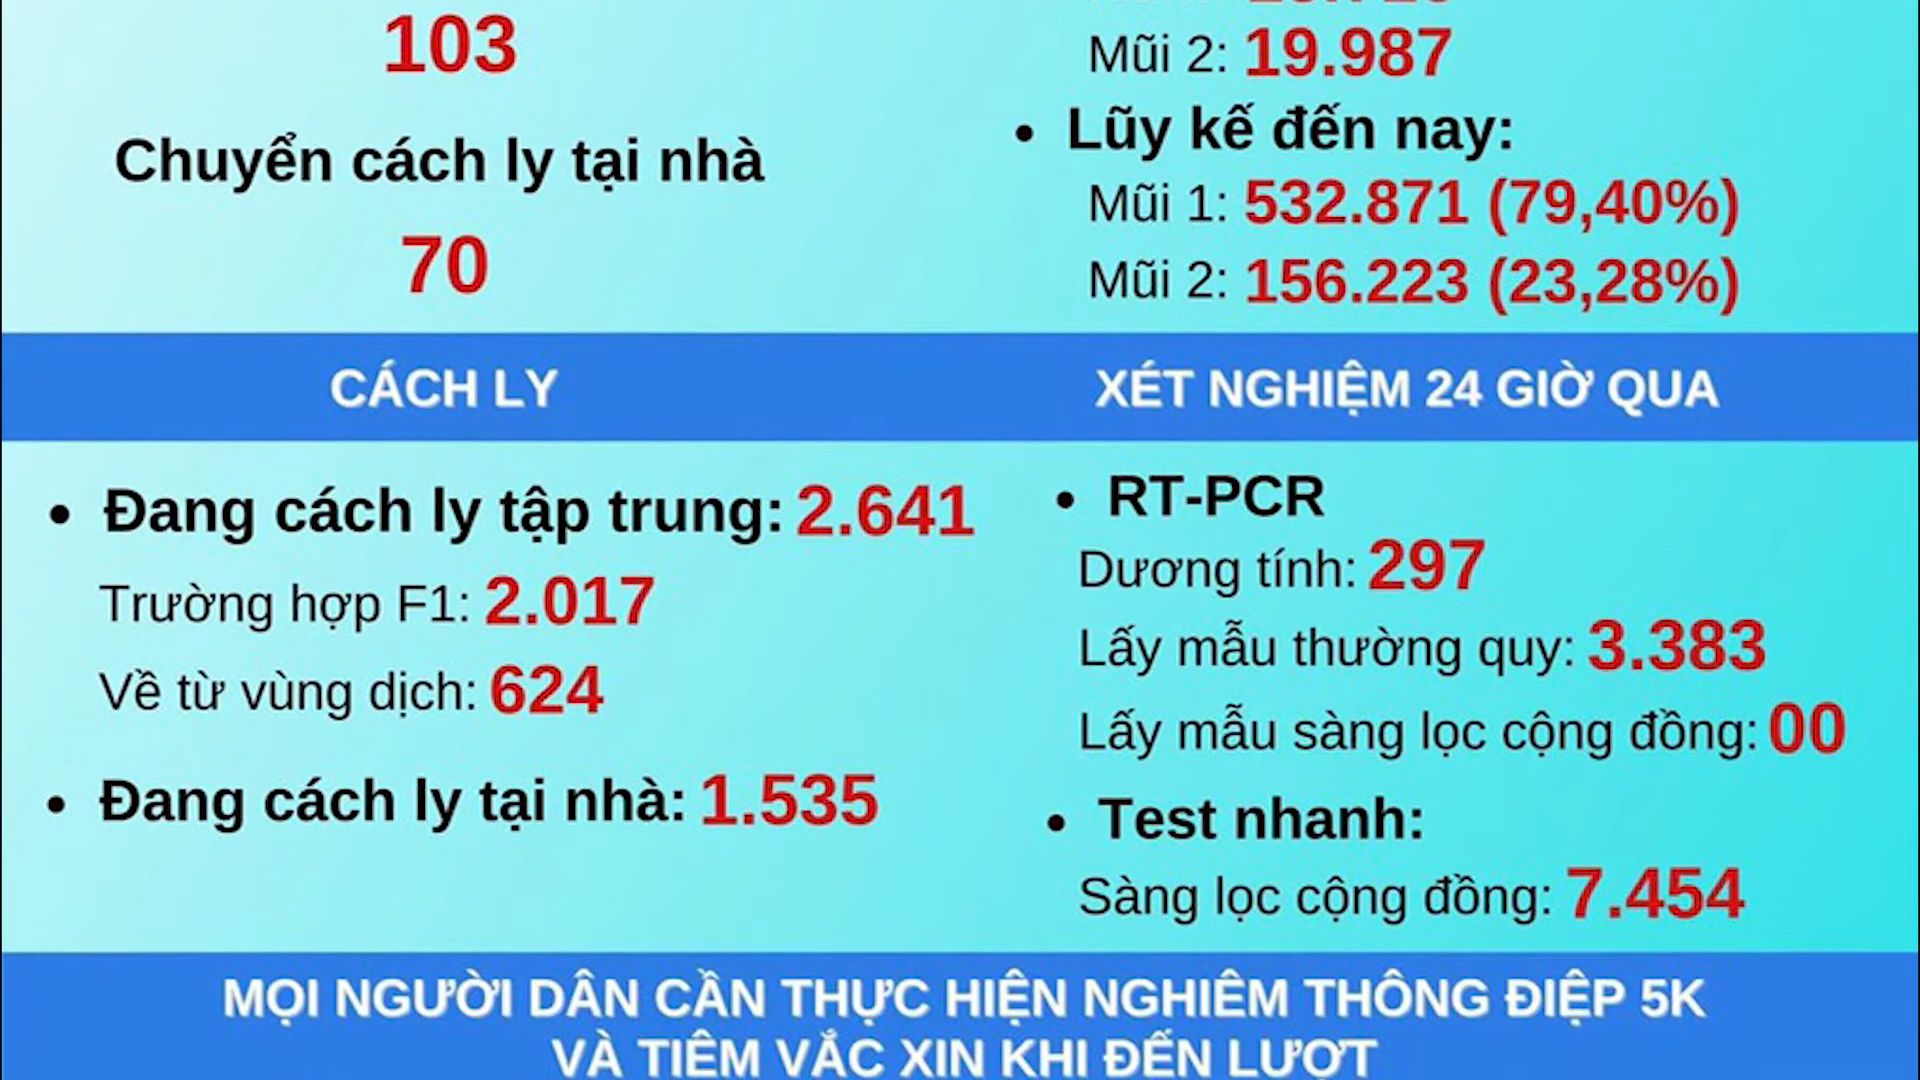 103
Chuyển cách ly tại nhà
70
Mũi 2: 19.987
• Lũy kế đến nay:
Mũi 1: 532.871 (79,40%)
Mũi 2: 156.223 (23,28%)
CÁCH LY
XÉT NGHIỆM 24 GIỜ QUA
• Đang cách ly tập trung: 2.641
Trường hợp F1: 2.017
Về từ vùng dịch: 624
• Đang cách ly tại nhà: 1.535
• RT-PCR
Dương tính: 297
Lấy mẫu thường quy: 3.383
Lấy mẫu sàng lọc cộng đồng: 00
• Test nhanh:
Sàng lọc cộng đồng: 7.454
MỌI NGƯỜI DÂN CẦN THỰC HIỆN NGHIÊM THÔNG ĐIỆP 5K
VÀ TIÊM VẮC XIN KHI ĐẾN LƯỢT